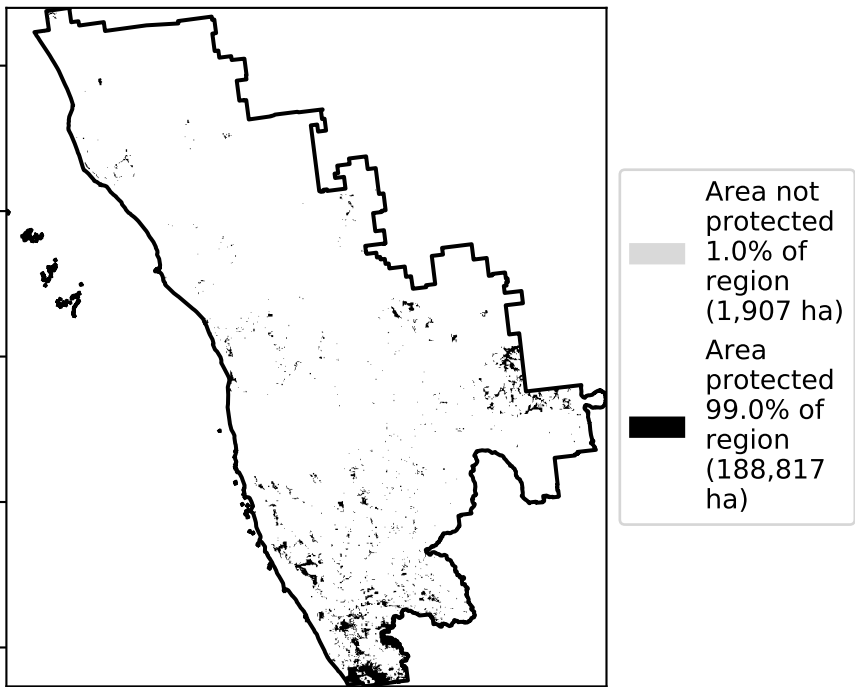 Area not
protected
1.0% of
region
(1,907 ha)
Area
protected
99.0% of
region
(188,817
ha)